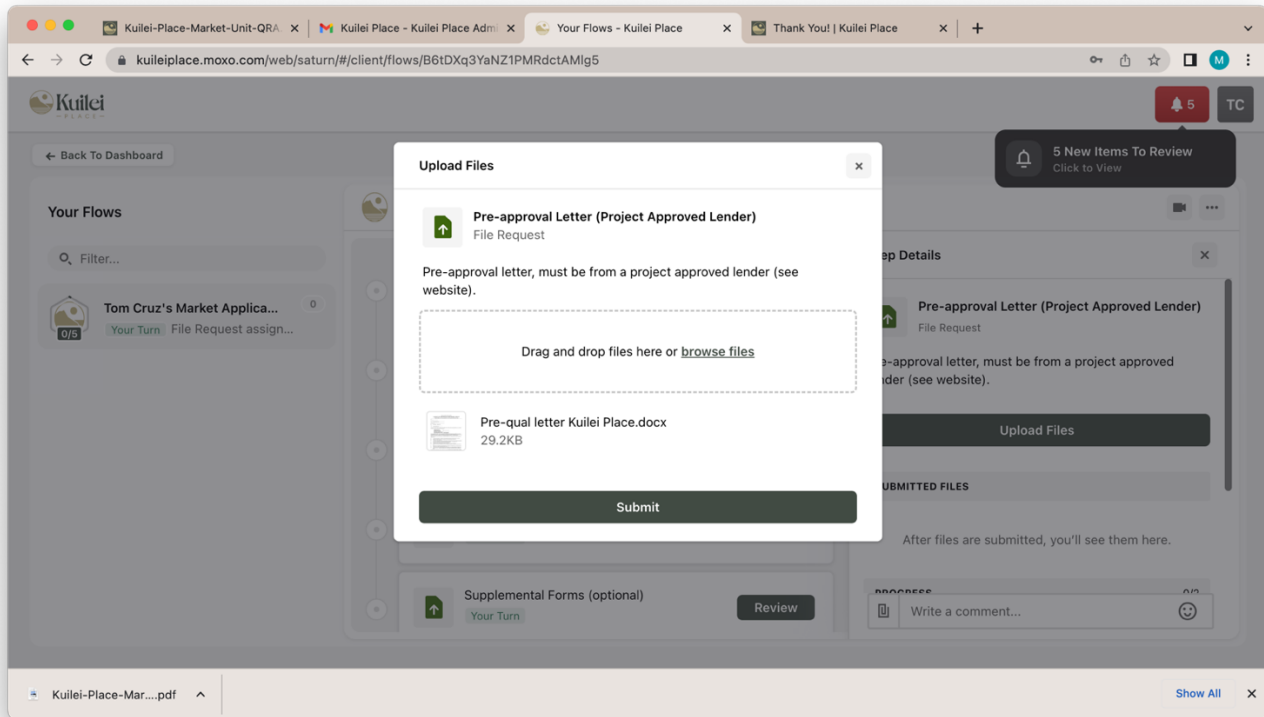 Kuilei-Place-Market-Unit-QRA
Kuilei Place - Kuilei Place Adm
Your Flows - Kuilei Place
Thank You! | Kuilei Place
kuileiplace.moxo.com/web/saturn/#/client/flows/B6tDXq3YaNZ1PMRdctAMlg5
M
Kuilei
PLACE
5
TC
← Back To Dashboard
5 New Items To Review
Click to View
Your Flows
Filter...
Tom Cruz's Market Applica...
0
0/5
Your Turn File Request assign...
Upload Files
Pre-approval Letter (Project Approved Lender)
File Request
Pre-approval letter, must be from a project approved lender (see
website).
Drag and drop files here or browse files
Pre-qual letter Kuilei Place.docx
29.2KB
Submit
Supplemental Forms (optional)
Your Turn
Review
ep Details
Pre-approval Letter (Project Approved Lender)
File Request
e-approval letter, must be from a project approved
nder (see website).
Upload Files
UBMITTED FILES
After files are submitted, you'll see them here.
PROGRESS
0/2
Write a comment...
Kuilei-Place-Mar....pdf
Show All